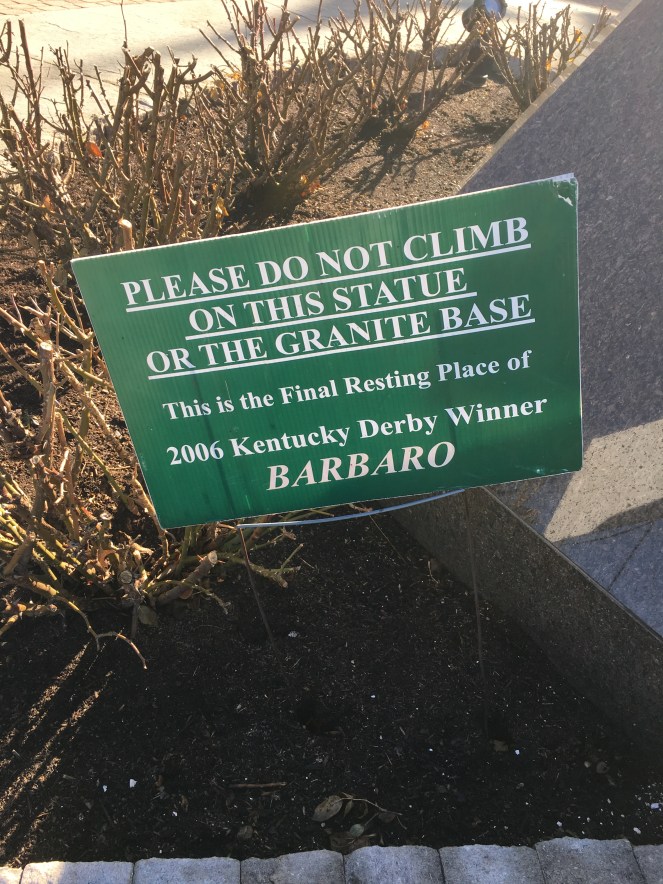 PLEASE DO NOT CLIMB
ON THIS STATUE
OR THE GRANITE BASE
This is the Final Resting Place of
2006 Kentucky Derby Winner
BARBARO